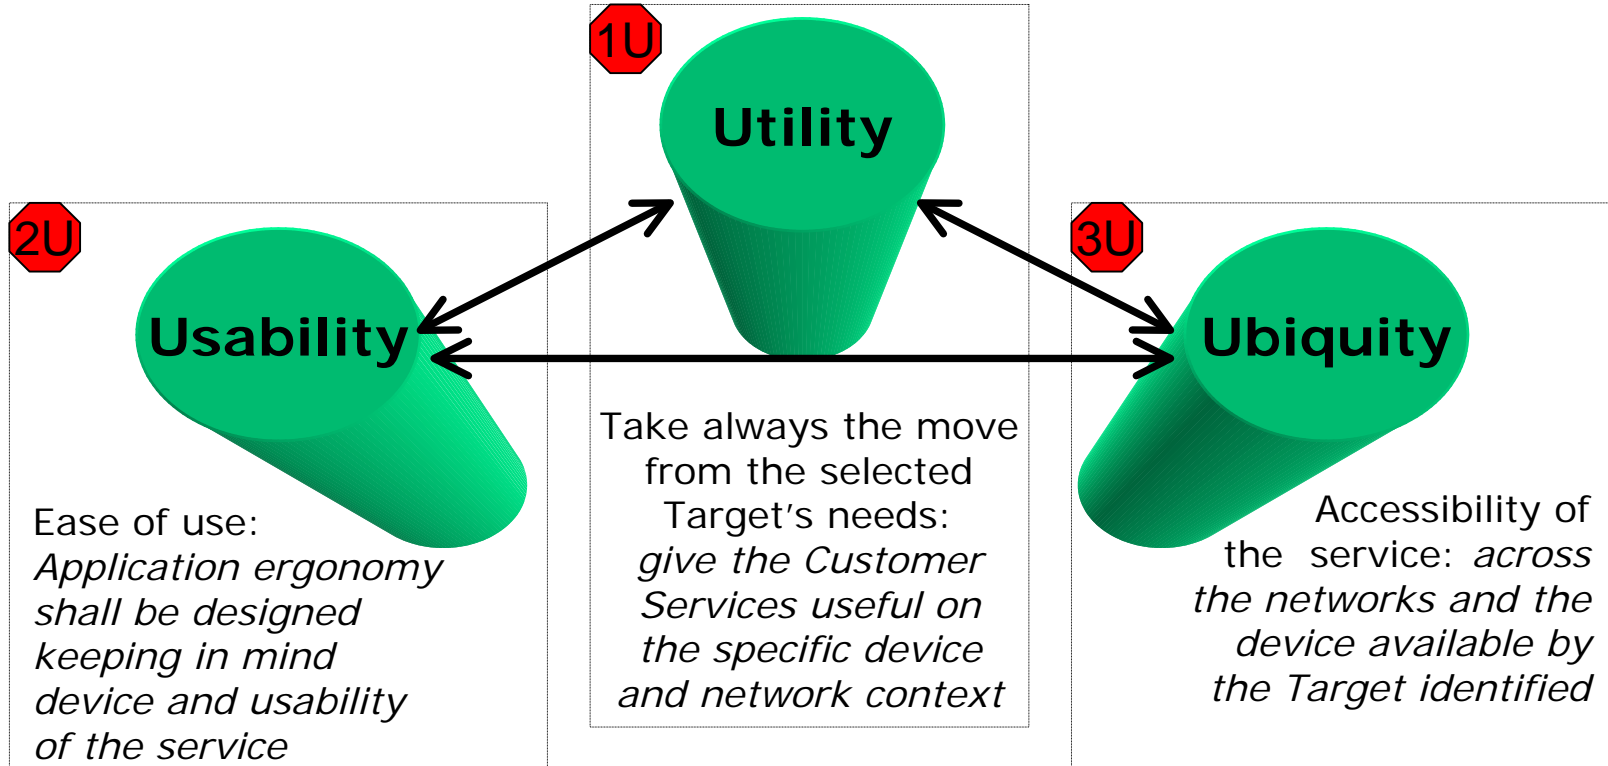 1U
Utility
Take always the move
from the selected
Target's needs:
give the Customer
Services useful on
the specific device
and network context
2U
Usability
Ease of use:
Application ergonomy
shall be designed
keeping in mind
device and usability
of the service
3U
Ubiquity
Accessibility of
the service: across
the networks and the
device available by
the Target identified